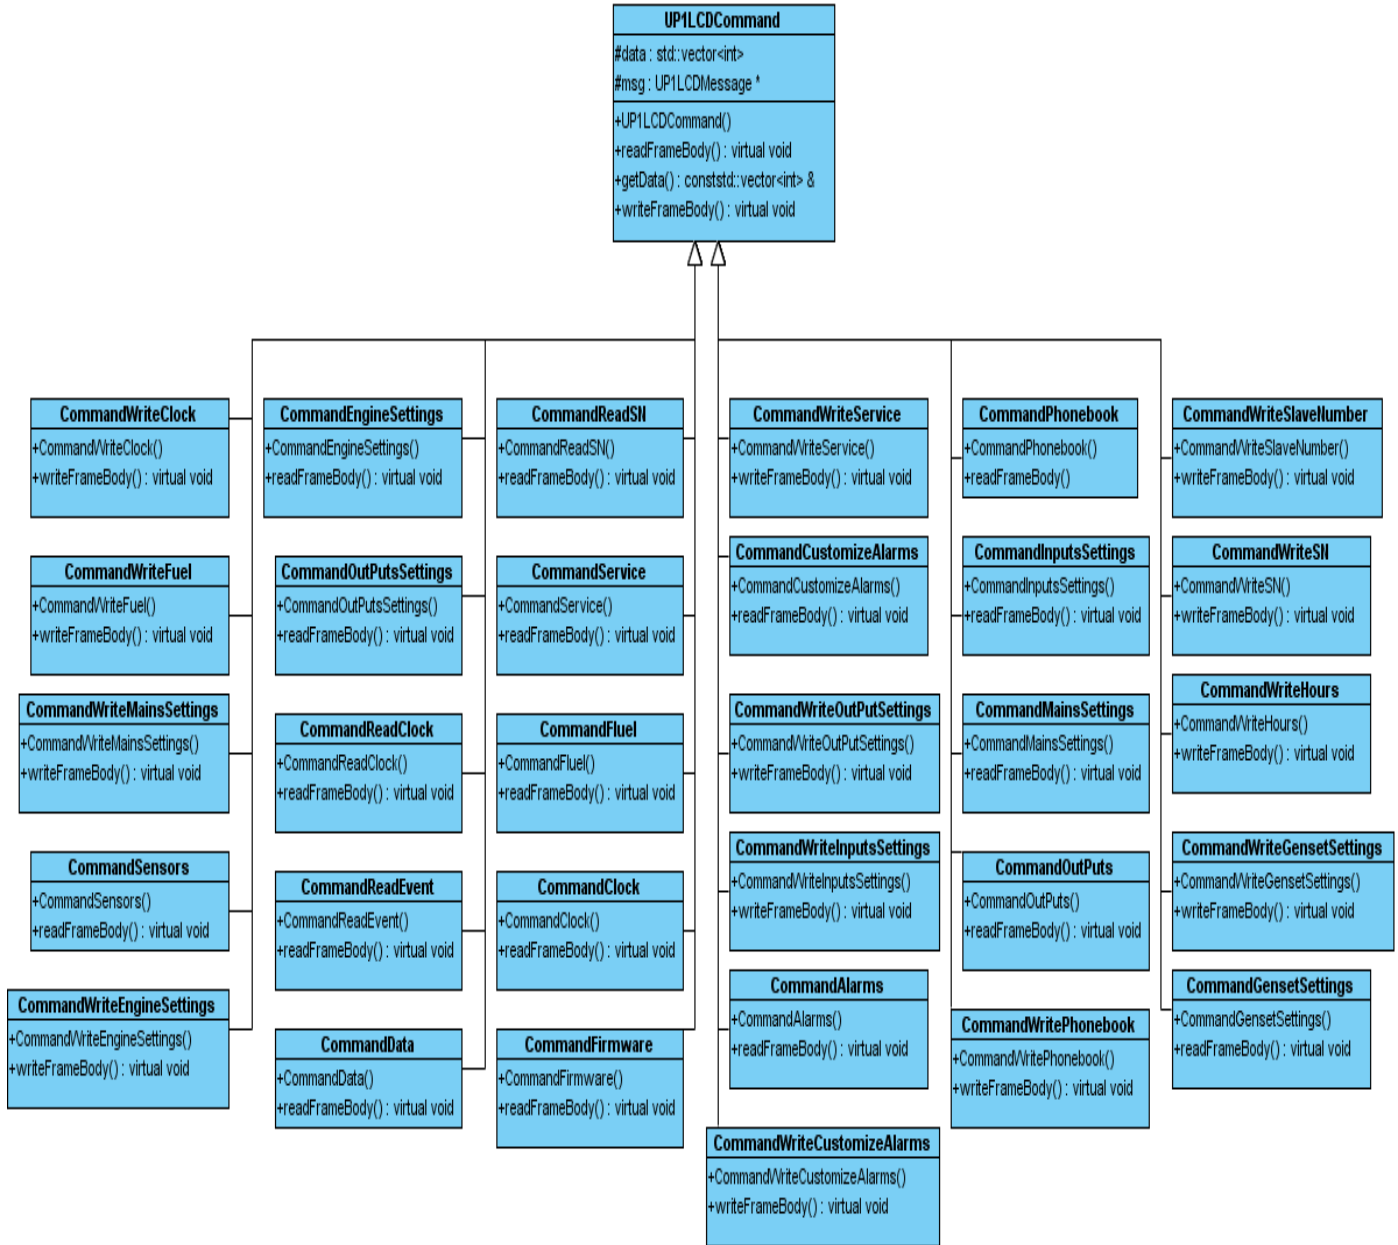 UP1LCDCommand
#data : std::vector<int>
#msg : UP1LCDMessage *
+UP1LCDCommand()
+readFrameBody() : virtual void
+getData() : conststd::vector<int> &
+writeFrameBody() : virtual void
CommandWriteClock
+CommandWriteClock()
+writeFrameBody() : virtual void
CommandWriteFuel
+CommandWriteFuel()
+writeFrameBody() : virtual void
CommandWriteMainsSettings
+CommandWriteMainsSettings()
+writeFrameBody() : virtual void
CommandSensors
+CommandSensors()
+readFrameBody() : virtual void
CommandWriteEngineSettings
+CommandWriteEngineSettings()
+writeFrameBody() : virtual void
CommandEngineSettings
+CommandEngineSettings()
+readFrameBody() : virtual void
CommandOutPutsSettings
+CommandOutPutsSettings()
+readFrameBody() : virtual void
CommandReadClock
+CommandReadClock()
+readFrameBody() : virtual void
CommandReadEvent
+CommandReadEvent()
+readFrameBody() : virtual void
CommandData
+CommandData()
+readFrameBody() : virtual void
CommandReadSN
+CommandReadSN()
+readFrameBody() : virtual void
CommandService
+CommandService()
+readFrameBody() : virtual void
CommandFluel
+CommandFluel()
+readFrameBody() : virtual void
CommandClock
+CommandClock()
+readFrameBody() : virtual void
CommandFirmware
+CommandFirmware()
+readFrameBody() : virtual void
CommandWriteService
+CommandWriteService()
+writeFrameBody() : virtual void
CommandCustomizeAlarms
+CommandCustomizeAlarms()
+readFrameBody() : virtual void
CommandWriteOutPutSettings
+CommandWriteOutPutSettings()
+writeFrameBody() : virtual void
CommandWriteInputsSettings
+CommandWriteInputsSettings()
+writeFrameBody() : virtual void
CommandAlarms
+CommandAlarms()
+readFrameBody() : virtual void
CommandWriteCustomizeAlarms
+CommandWriteCustomizeAlarms()
+writeFrameBody() : virtual void
CommandPhonebook
+CommandPhonebook()
+readFrameBody()
CommandInputsSettings
+CommandInputsSettings()
+readFrameBody() : virtual void
CommandMainsSettings
+CommandMainsSettings()
+readFrameBody() : virtual void
CommandOutPuts
+CommandOutPuts()
+readFrameBody() : virtual void
CommandWritePhonebook
+CommandWritePhonebook()
+writeFrameBody() : virtual void
CommandWriteSlaveNumber
+CommandWriteSlaveNumber()
+writeFrameBody() : virtual void
CommandWriteSN
+CommandWriteSN()
+writeFrameBody() : virtual void
CommandWriteHours
+CommandWriteHours()
+writeFrameBody() : virtual void
CommandWriteGensetSettings
+CommandWriteGensetSettings()
+writeFrameBody() : virtual void
CommandGensetSettings
+CommandGensetSettings()
+readFrameBody() : virtual void